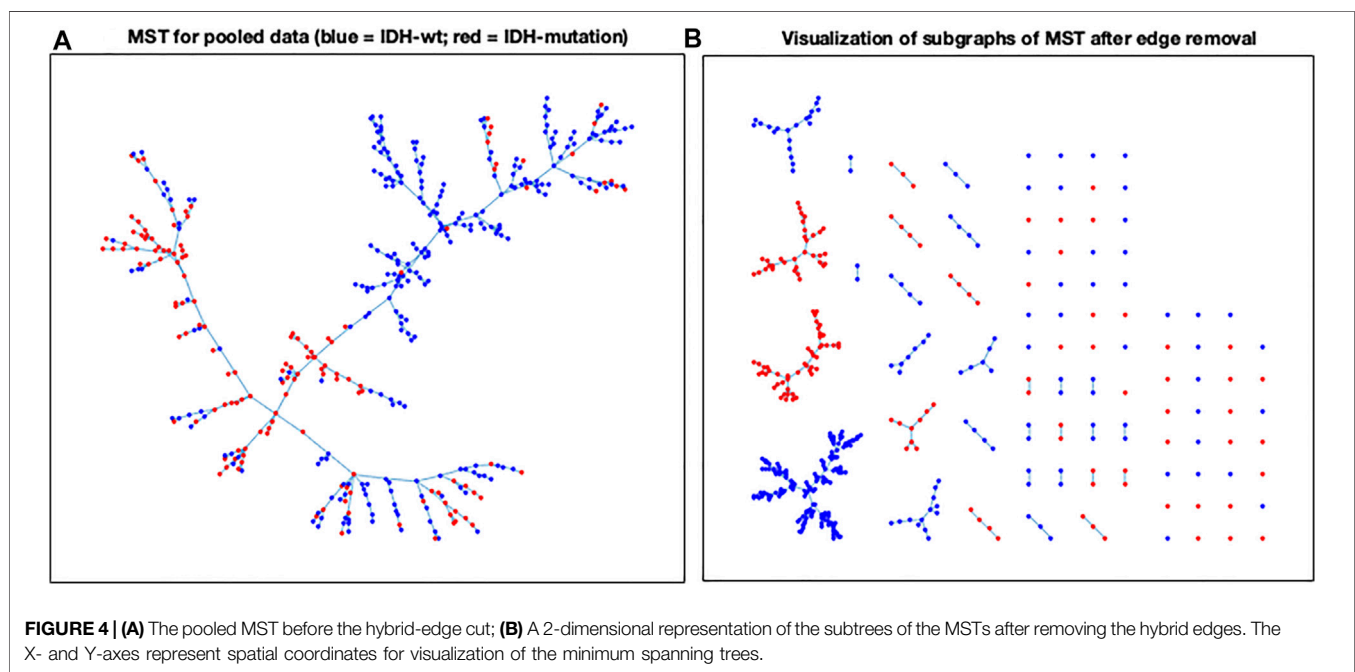 A
MST for pooled data (blue = IDH-wt; red = IDH-mutation)
B
Visualization of subgraphs of MST after edge removal
FIGURE 4 | (A) The pooled MST before the hybrid-edge cut; (B) A 2-dimensional representation of the subtrees of the MSTs after removing the hybrid edges. The
X- and Y-axes represent spatial coordinates for visualization of the minimum spanning trees.